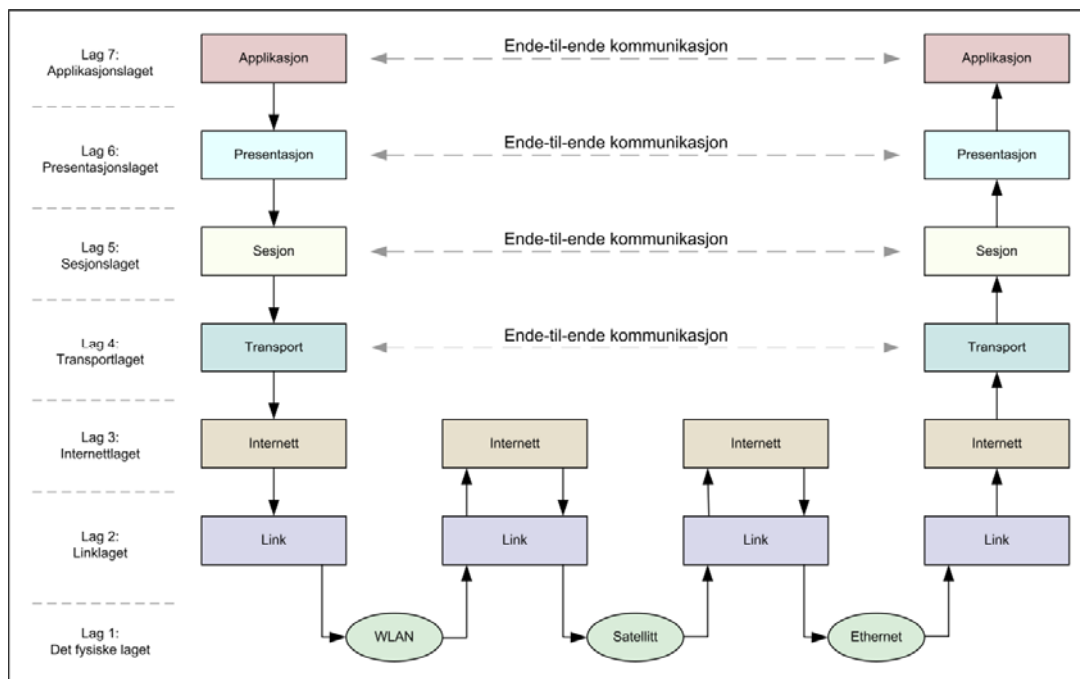 Lag 7:
Applikasjonslaget
Applikasjon
Ende-til-ende kommunikasjon
Applikasjon
Lag 6:
Presentasjonslaget
Presentasjon
Ende-til-ende kommunikasjon
Presentasjon
Lag 5:
Sesjonslaget
Sesjon
Ende-til-ende kommunikasjon
Sesjon
Lag 4:
Transportlaget
Transport
Ende-til-ende kommunikasjon
Transport
Lag 3:
Internettlaget
Internett
Internett
Internett
Internett
Lag 2:
Linklaget
Link
Link
Link
Link
Lag 1:
Det fysiske laget
WLAN
Satellitt
Ethernet